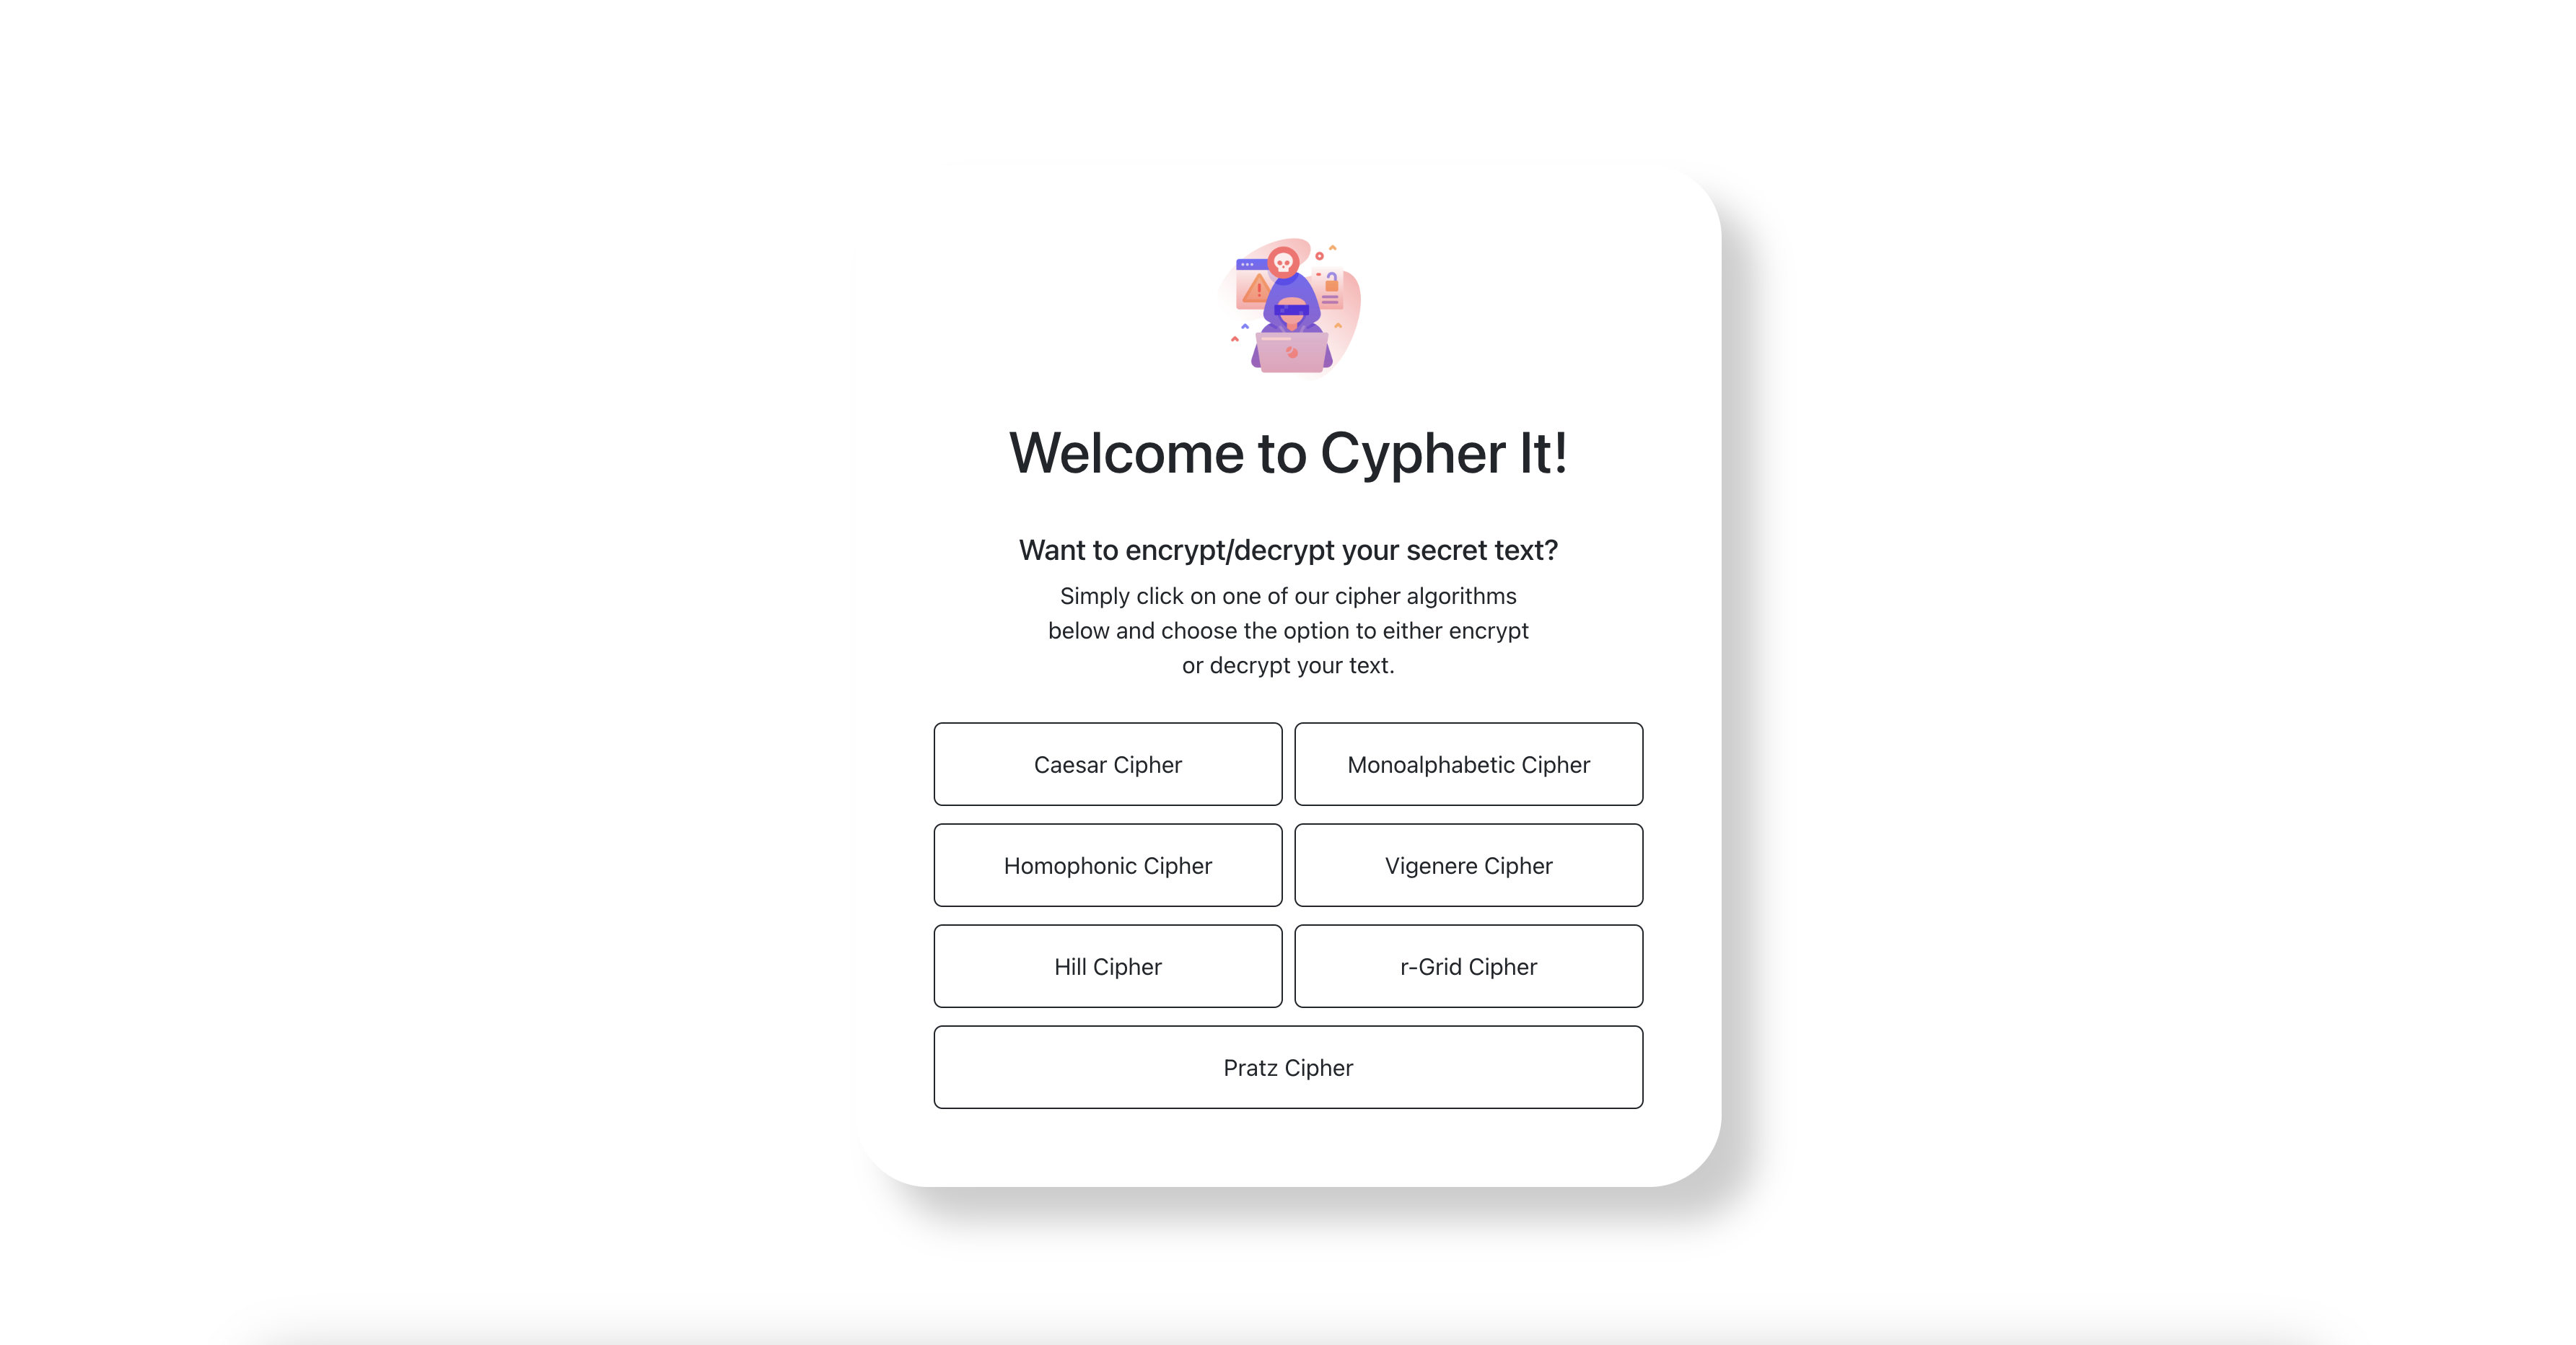 Welcome to Cypher It!
Want to encrypt/decrypt your secret text?
Simply click on one of our cipher algorithms
below and choose the option to either encrypt
or decrypt your text.
Caesar Cipher
Monoalphabetic Cipher
Homophonic Cipher
Vigenere Cipher
Hill Cipher
r-Grid Cipher
Pratz Cipher